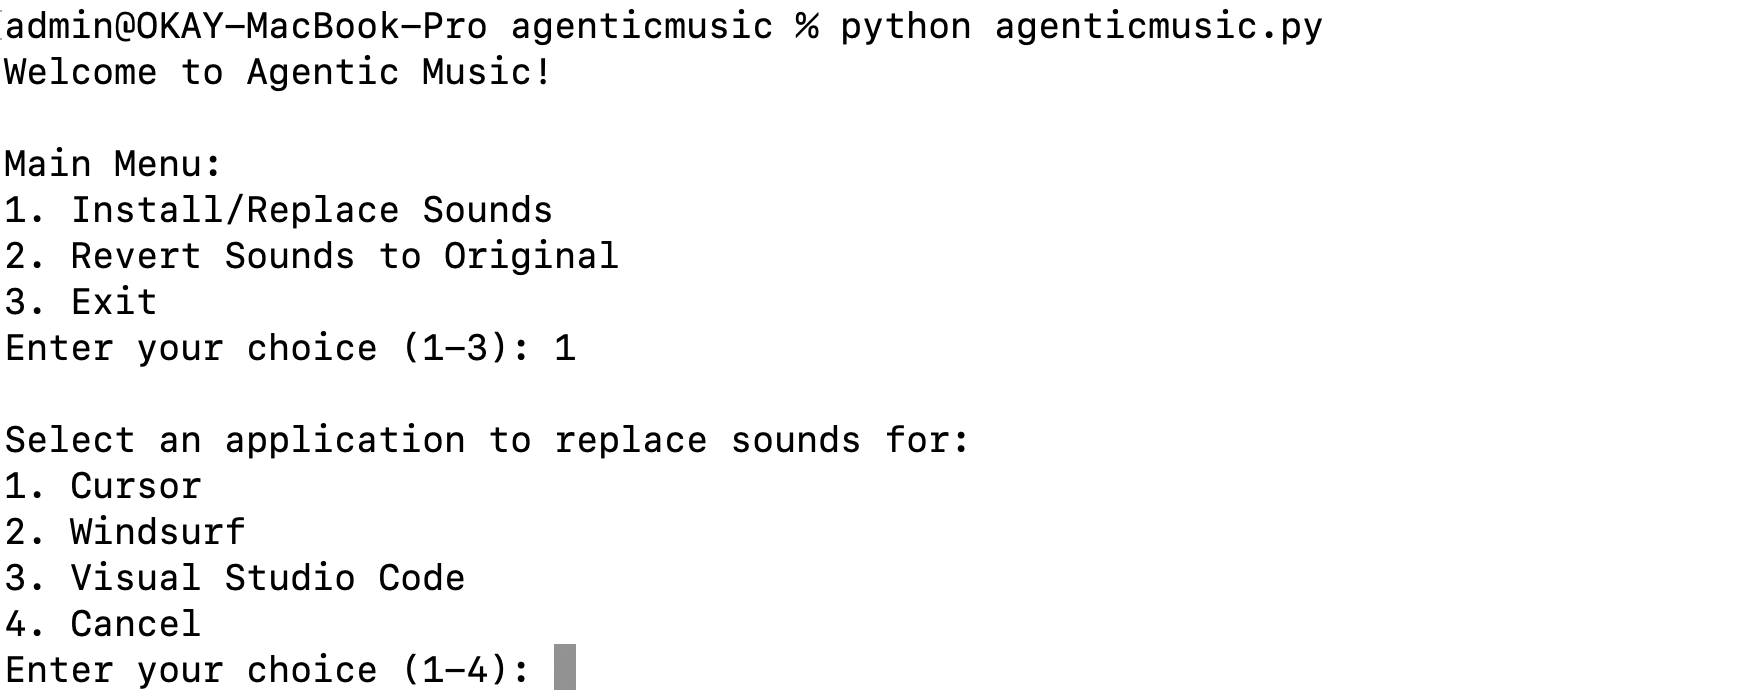 admin@OKAY-MacBook-Pro agenticmusic % python agenticmusic.py
Welcome to Agentic Music!
Main Menu:
1. Install/Replace Sounds
2. Revert Sounds to Original
3. Exit
Enter your choice (1-3): 1
Select an application to replace sounds for:
1. Cursor
2. Windsurf
3. Visual Studio Code
4. Cancel
Enter your choice (1-4):